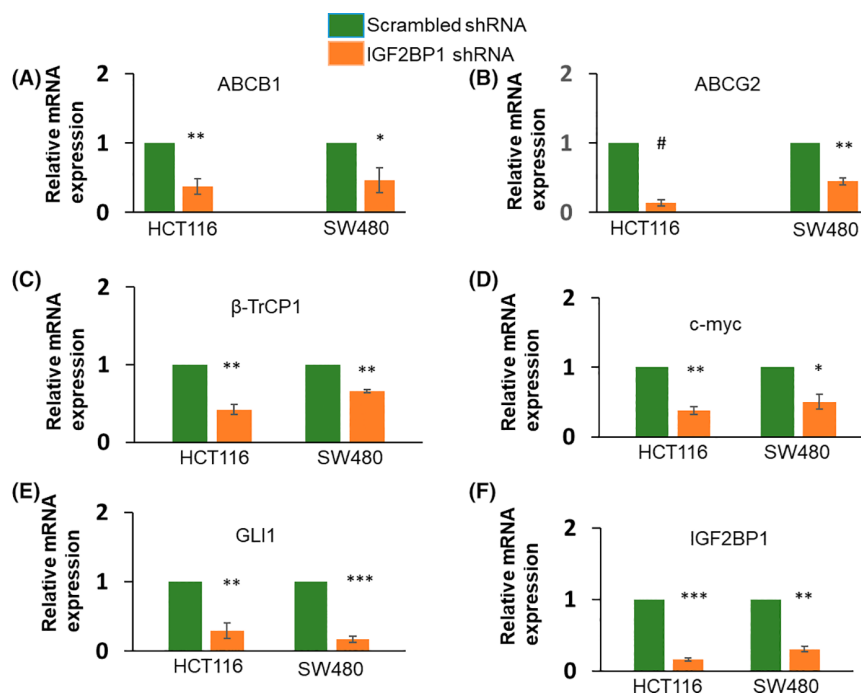 Scrambled shRNA
IGF2BP1 shRNA
(A)
ABCB1
Relative mRNA
expression
2
1
0
**
*
HCT116
SW480
(B)
ABCG2
Relative mRNA
expression
2
1
0
#
**
HCT116
SW480
(C)
β-TrCP1
Relative mRNA
expression
2
1
0
**
**
HCT116
SW480
(D)
c-myc
Relative mRNA
expression
2
1
0
**
*
HCT116
SW480
(E)
GLI1
Relative mRNA
expression
2
1
0
**
***
HCT116
SW480
(F)
IGF2BP1
Relative mRNA
expression
2
1
0
***
**
HCT116
SW480